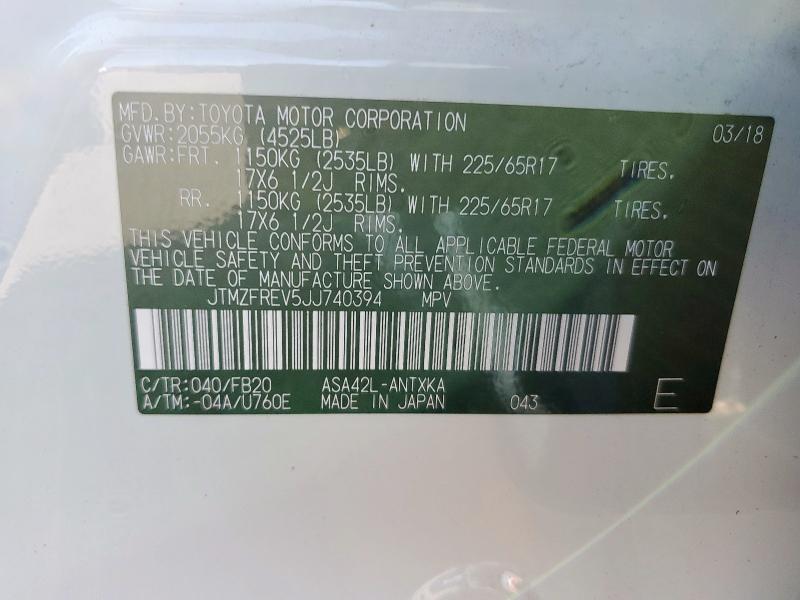 MFD. BY: TOYOTA MOTOR CORPORATION 03/18
GVWR: 2055KG (4525LB)
GAWR: FRT. 1150KG (2535LB) WITH 225/65R17 TIRES.
17X6 1/2J RIMS.
RR. 1150KG (2535LB) WITH 225/65R17 TIRES.
17X6 1/2J RIMS.
THIS VEHICLE CONFORMS TO ALL APPLICABLE FEDERAL MOTOR
VEHICLE SAFETY AND THEFT PREVENTION STANDARDS IN EFFECT ON
THE DATE OF MANUFACTURE SHOWN ABOVE.
JTMZFREV5JJ740394 MPV
C/TR: 040/FB20 ASA42L-ANTXKA
A/TM: -04A/U760E MADE IN JAPAN 043 E